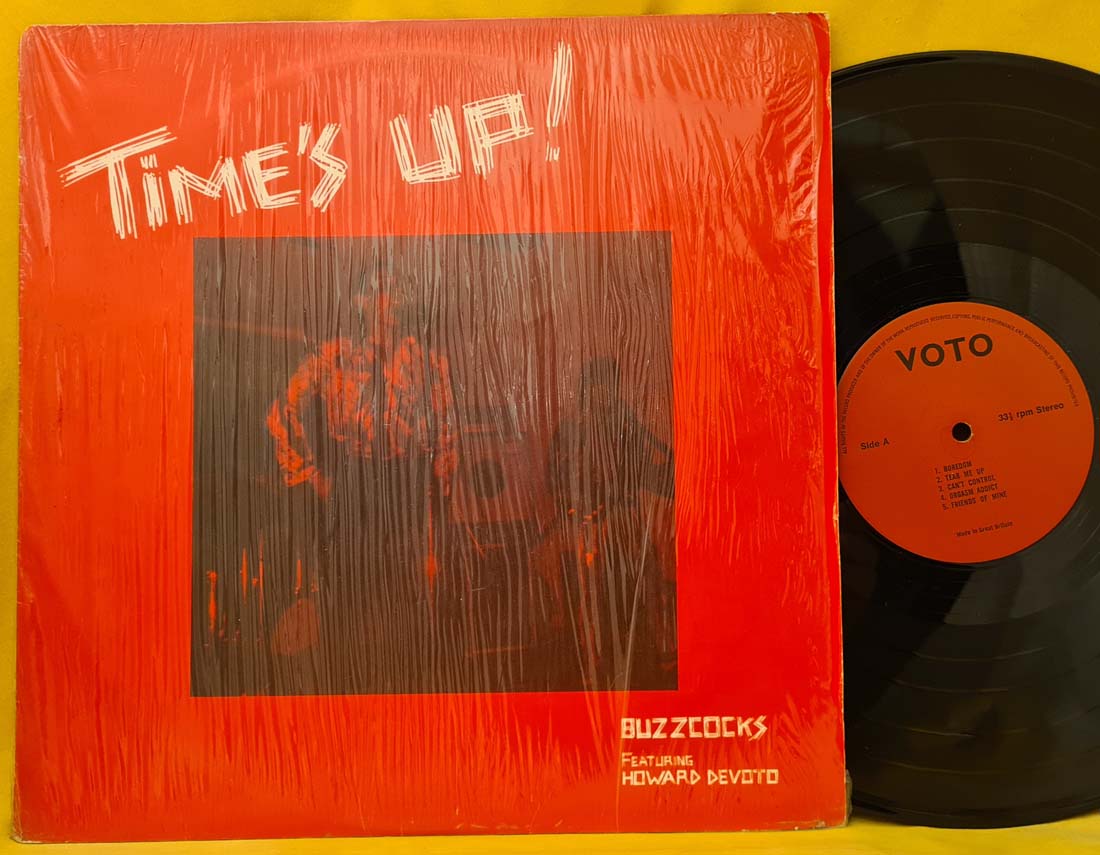 TiME'S UP!
BUZZCOCKS
FEATURING
HOWARD DEVOTO
VOTO
Side A
33⅓ rpm Stereo
1. BOREDOM
2. TEAR ME UP
3. CAN'T CONTROL
4. ORGASM ADDICT
5. FRIENDS OF MINE
Made in Great Britain